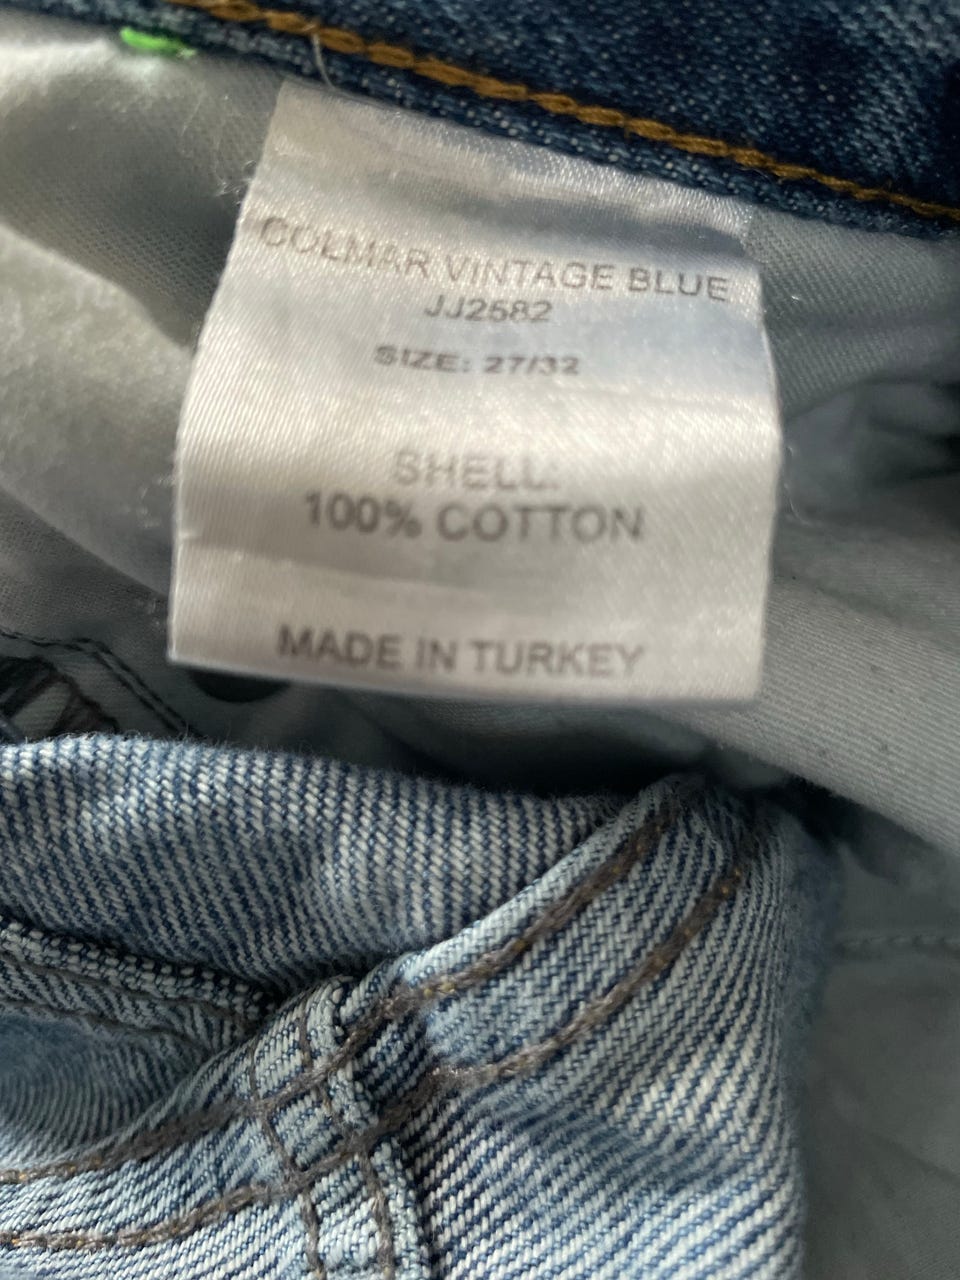 COLMAR VINTAGE BLUE
JJ2582
SIZE: 27/32
SHELL:
100% COTTON
MADE IN TURKEY